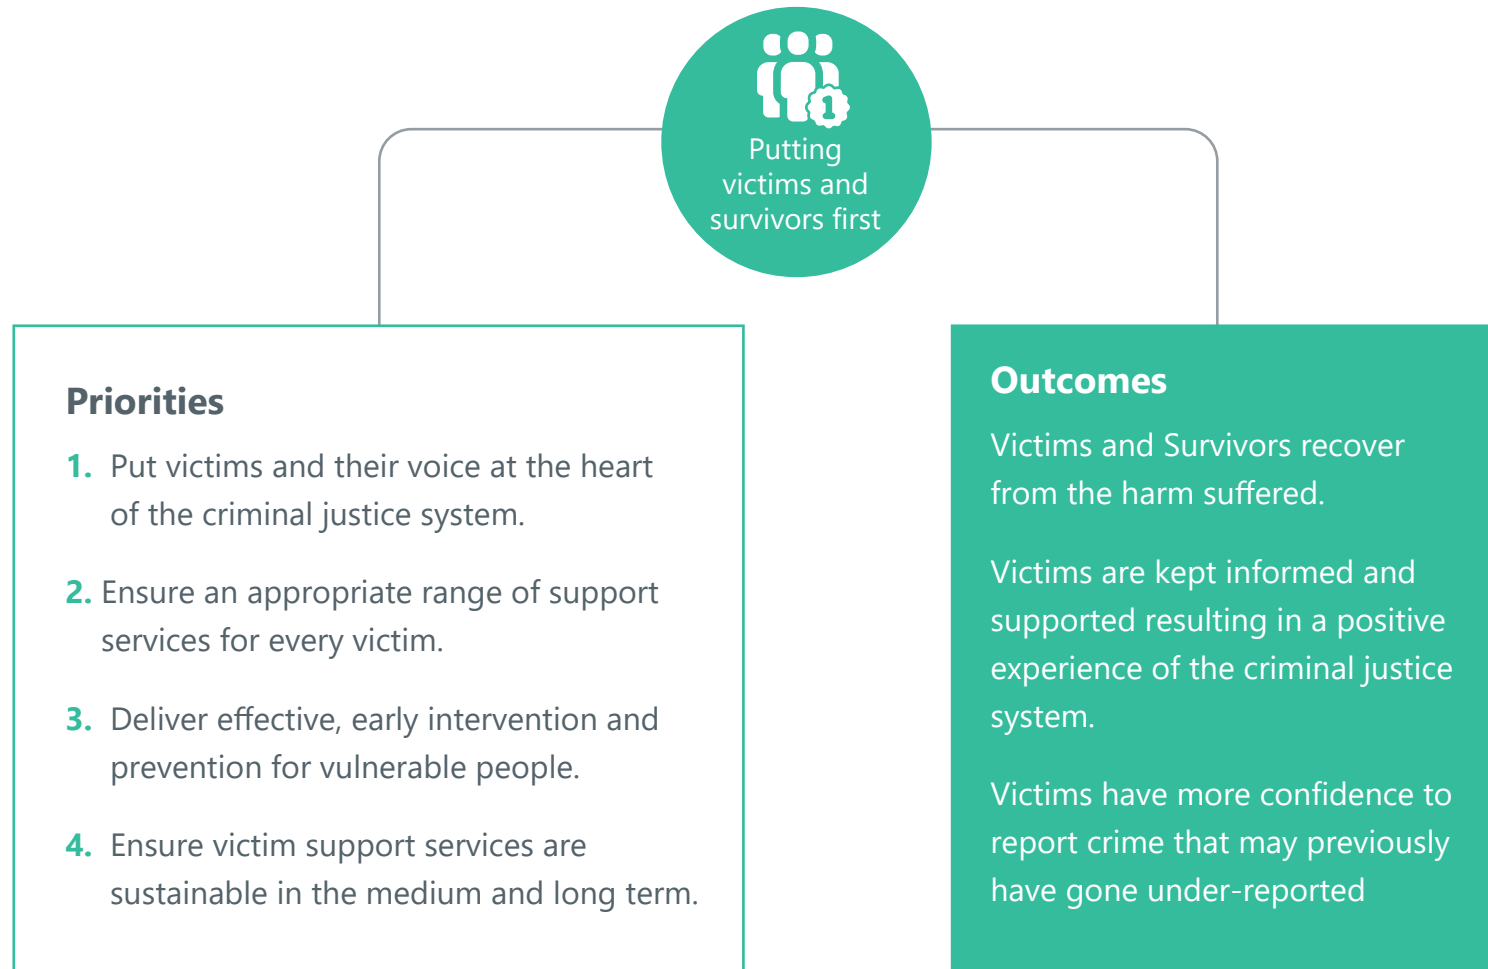 1
Putting
victims and
survivors first
Priorities
1. Put victims and their voice at the heart
of the criminal justice system.
2. Ensure an appropriate range of support
services for every victim.
3. Deliver effective, early intervention and
prevention for vulnerable people.
4. Ensure victim support services are
sustainable in the medium and long term.
Outcomes
Victims and Survivors recover
from the harm suffered.
Victims are kept informed and
supported resulting in a positive
experience of the criminal justice
system.
Victims have more confidence to
report crime that may previously
have gone under-reported